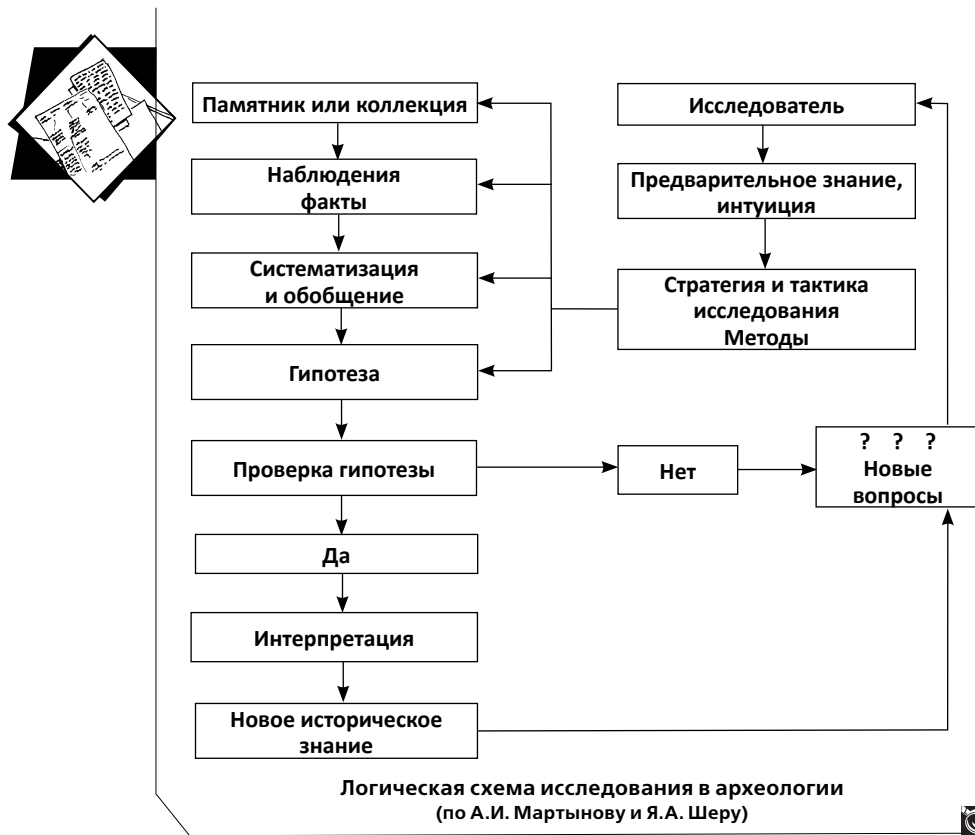 Памятник или коллекция
Наблюдения
факты
Систематизация
и обобщение
Гипотеза
Проверка гипотезы
Да
Интерпретация
Новое историческое
знание
Исследователь
Предварительное знание,
интуиция
Стратегия и тактика
исследования
Методы
Нет
? ? ?
Новые
вопросы
Логическая схема исследования в археологии
(по А.И. Мартынову и Я.А. Шеру)